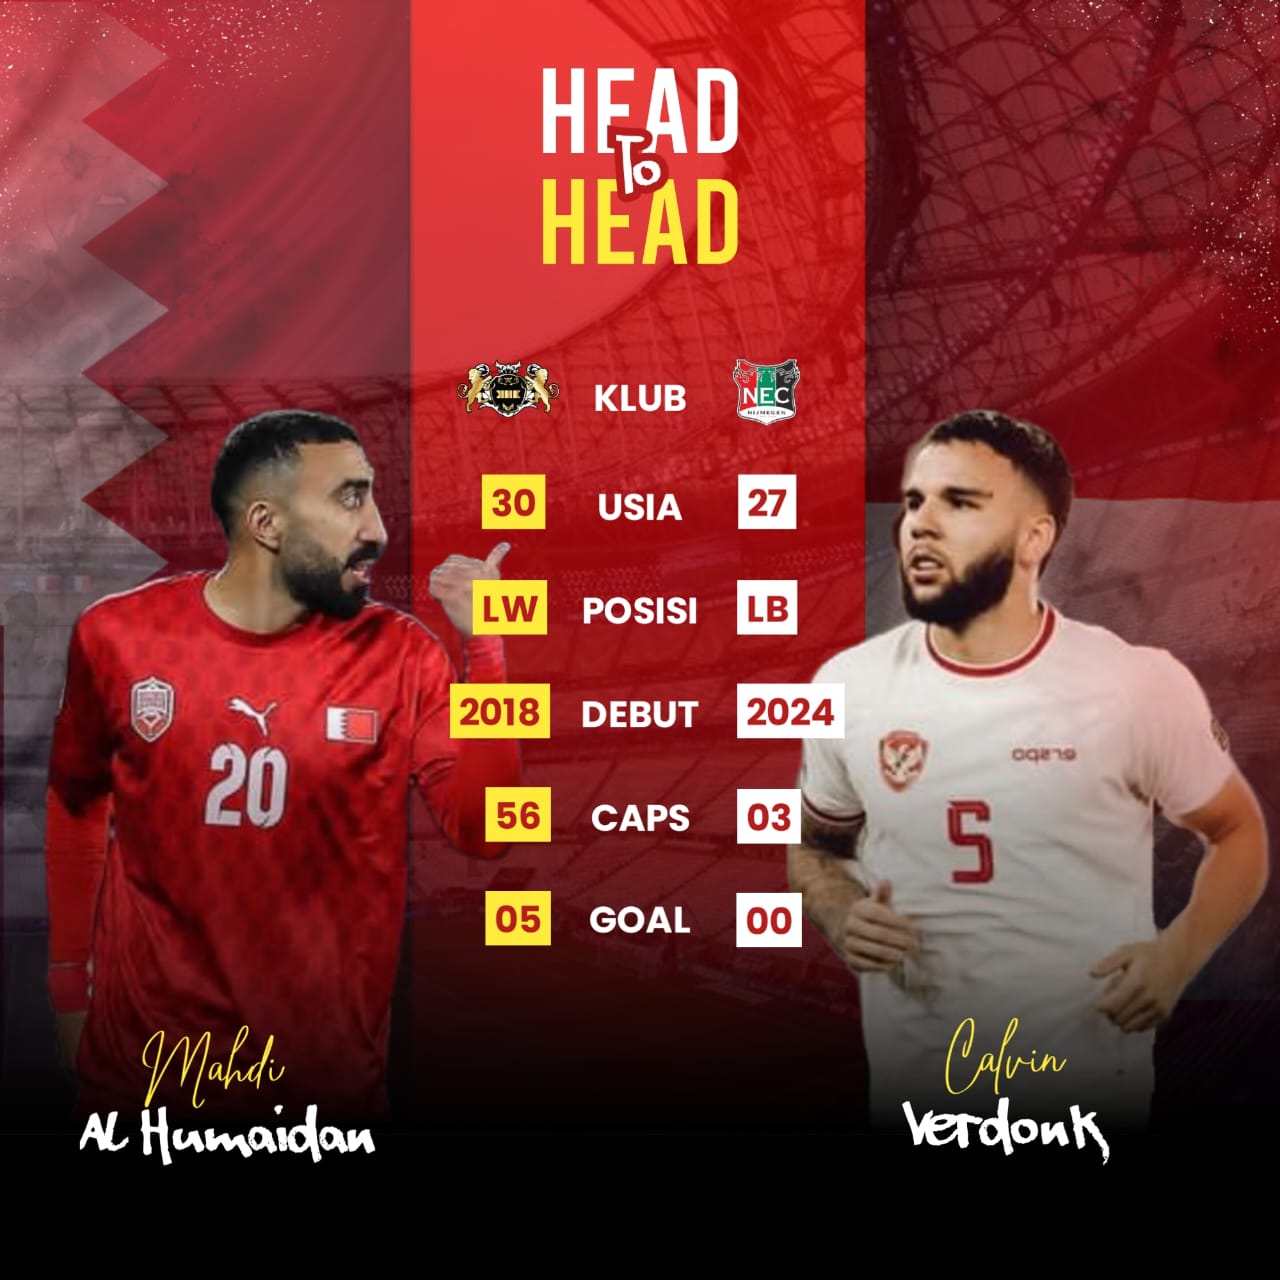 HEAD
To
HEAD
KLUB
NEC
NIJMEGEN
30 USIA 27
LW POSISI LB
2018 DEBUT 2024
56 CAPS 03
05 GOAL 00
20
5
Mahdi
Al Humaidan
Calvin
Verdonk